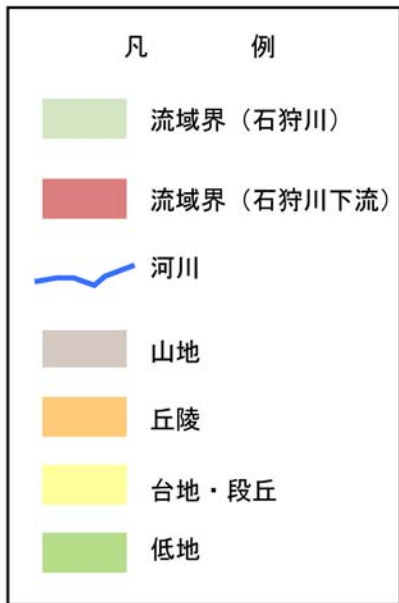 凡例
流域界（石狩川）
流域界（石狩川下流）
河川
山地
丘陵
台地・段丘
低地